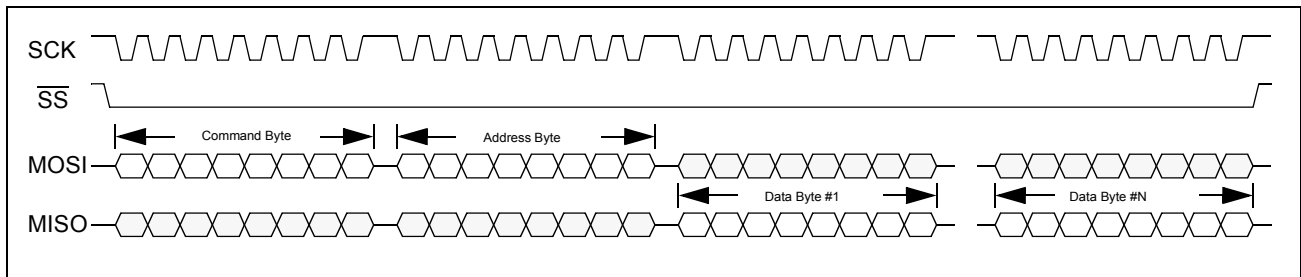 SCK
SS
Command Byte
Address Byte
MOSI
Data Byte #1
Data Byte #N
MISO